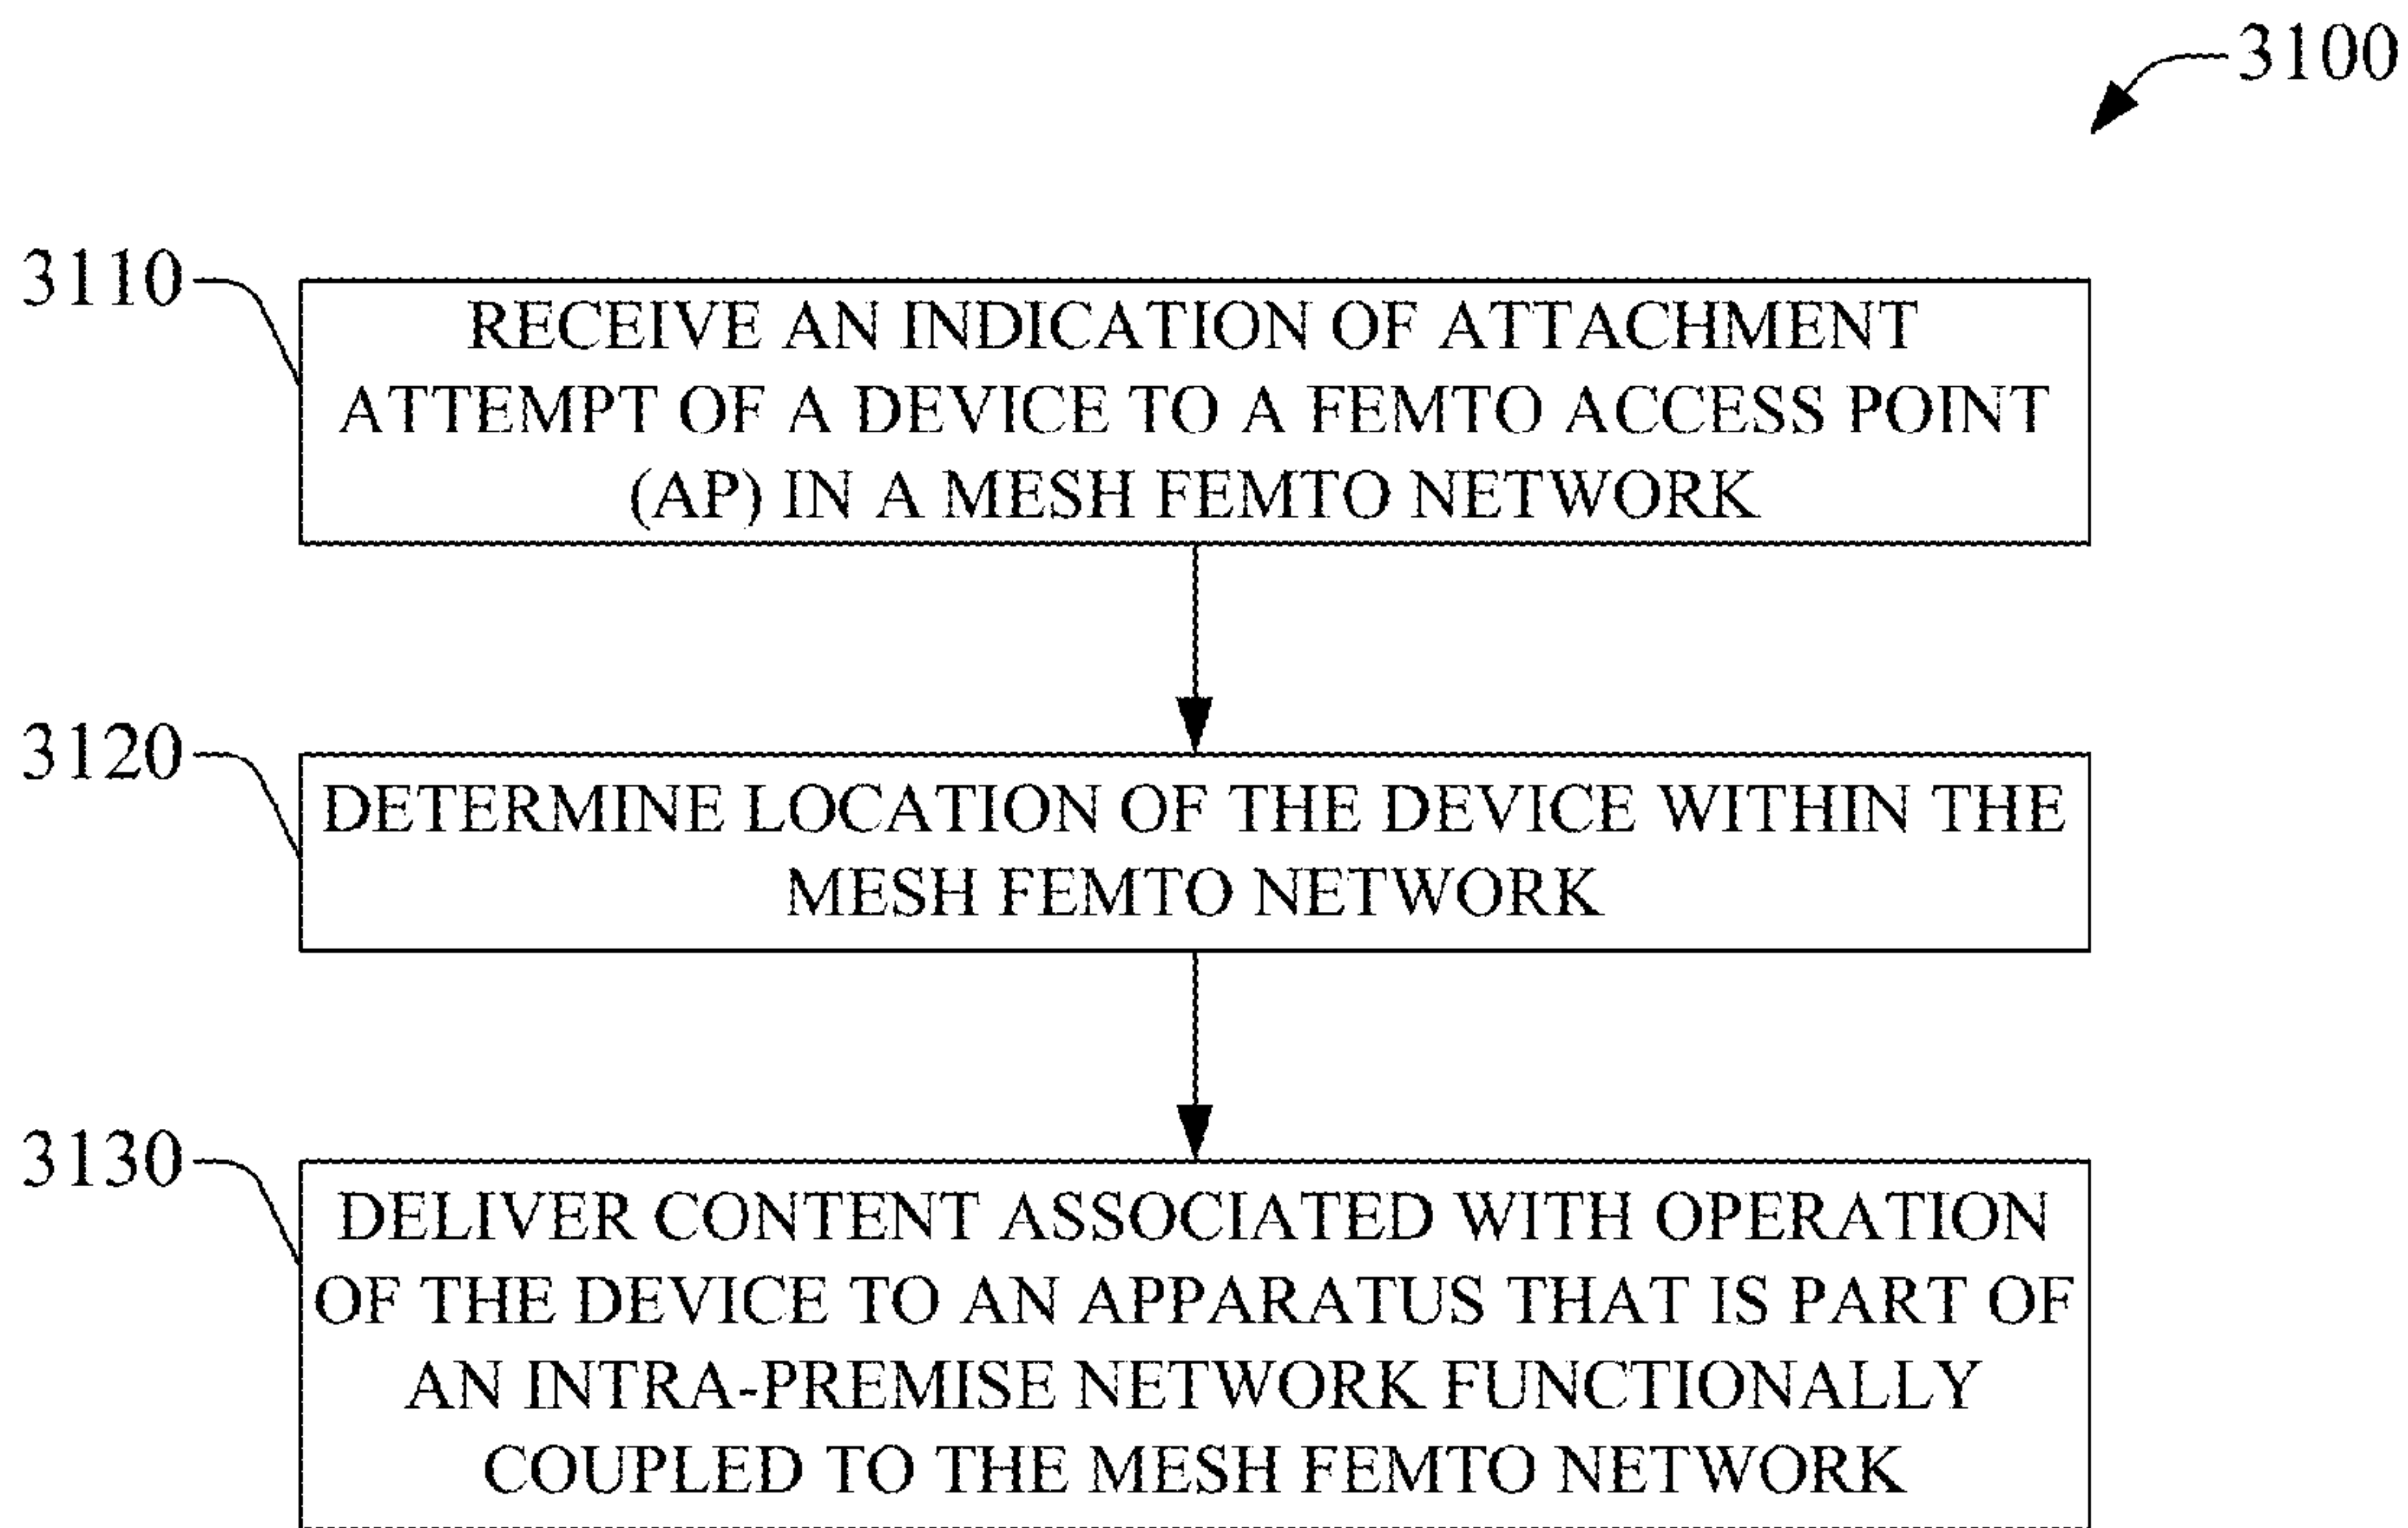 3100
3110
RECEIVE AN INDICATION OF ATTACHMENT
ATTEMPT OF A DEVICE TO A FEMTO ACCESS POINT
(AP) IN A MESH FEMTO NETWORK
3120
DETERMINE LOCATION OF THE DEVICE WITHIN THE
MESH FEMTO NETWORK
3130
DELIVER CONTENT ASSOCIATED WITH OPERATION
OF THE DEVICE TO AN APPARATUS THAT IS PART OF
AN INTRA-PREMISE NETWORK FUNCTIONALLY
COUPLED TO THE MESH FEMTO NETWORK